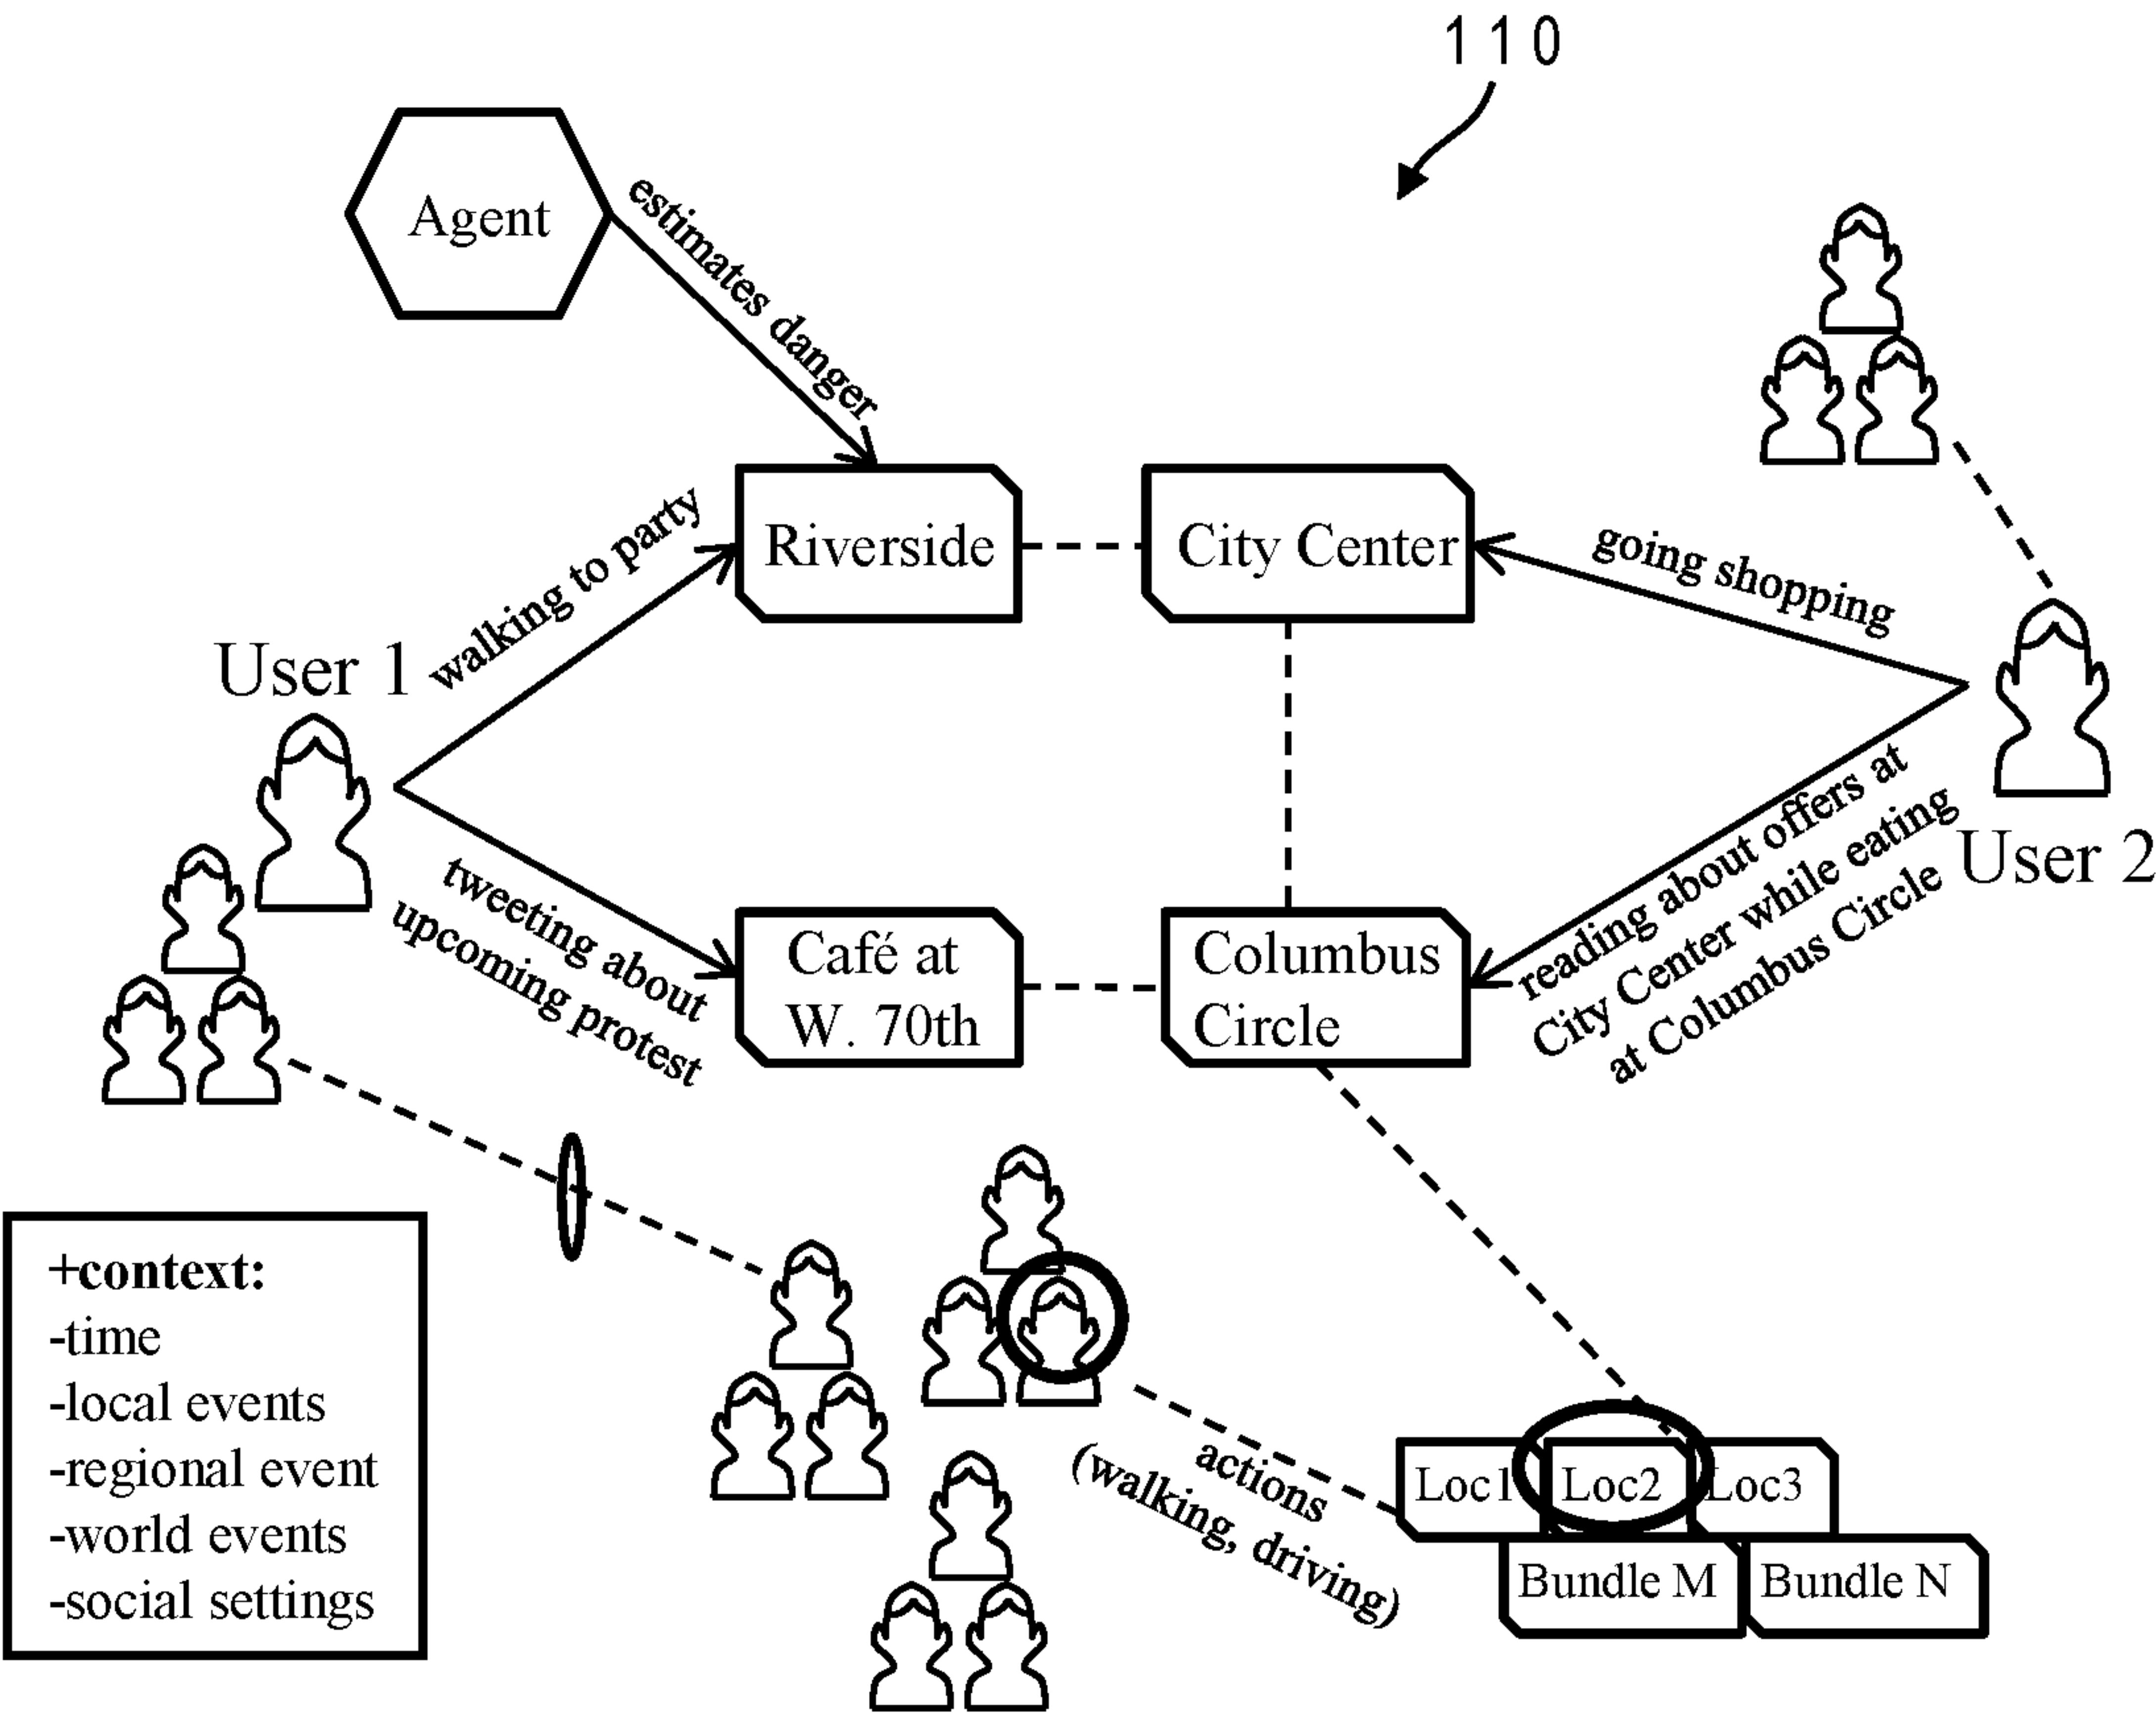 110
Agent
estimates danger
Riverside
City Center
walking to party
going shopping
User 1
User 2
tweeting about
upcoming protest
Café at
W. 70th
Columbus
Circle
reading about offers at
City Center while eating
at Columbus Circle
+context:
-time
-local events
-regional event
-world events
-social settings
actions
(walking, driving)
Loc1
Loc2
Loc3
Bundle M
Bundle N